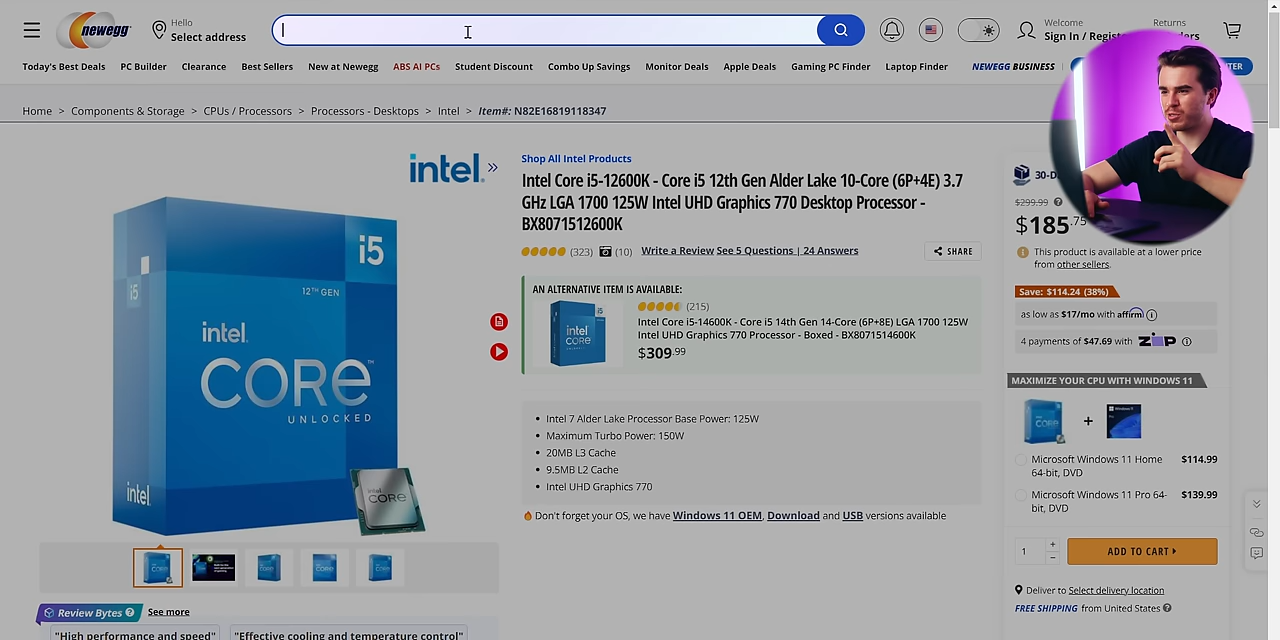 newegg
Hello
Select address
Welcome
Sign In / Regist
Returns
Today's Best Deals
PC Builder
Clearance
Best Sellers
New at Newegg
ABS AI PCs
Student Discount
Combo Up Savings
Monitor Deals
Apple Deals
Gaming PC Finder
Laptop Finder
NEWEGG BUSINESS
Home > Components & Storage > CPUs / Processors > Processors - Desktops > Intel > em#: N82E16819118347
intel.
Shop All Intel Products
Intel Core i5-12600K - Core i5 12th Gen Alder Lake 10-Core (6P+4E) 3.7
GHz LGA 1700 125W Intel UHD Graphics 770 Desktop Processor -
BX8071512600K
(323) (10) Write a Review See 5 Questions | 24 Answers
SHARE
AN ALTERNATIVE ITEM IS AVAILABLE:
(215)
Intel Core i5-14600K - Core i5 14th Gen 14-Core (6P+8E) LGA 1700 125W
Intel UHD Graphics 770 Processor - Boxed - BX8071514600K
$309.99
Intel 7 Alder Lake Processor Base Power: 125W
Maximum Turbo Power: 150W
20MB L3 Cache
9.5MB L2 Cache
Intel UHD Graphics 770
Don't forget your OS, we have Windows 11 OEM, Download and USB versions available
i5
i5
12TH GEN
intel.
CORE™
UNLOCKED
intel.
intel
CORE
Review Bytes
See more
"High performance and speed"
"Effective cooling and temperature control"
30-D
$299.99
$185.75
This product is available at a lower price
from other sellers.
Save: $114.24 (38%)
as low as $17/mo with affirm
4 payments of $47.69 with ZIP
MAXIMIZE YOUR CPU WITH WINDOWS 11
+
Microsoft Windows 11 Home
64-bit, DVD
$114.99
Microsoft Windows 11 Pro 64-
bit, DVD
$139.99
1
+
−
ADD TO CART
Deliver to Select delivery location
FREE SHIPPING from United States